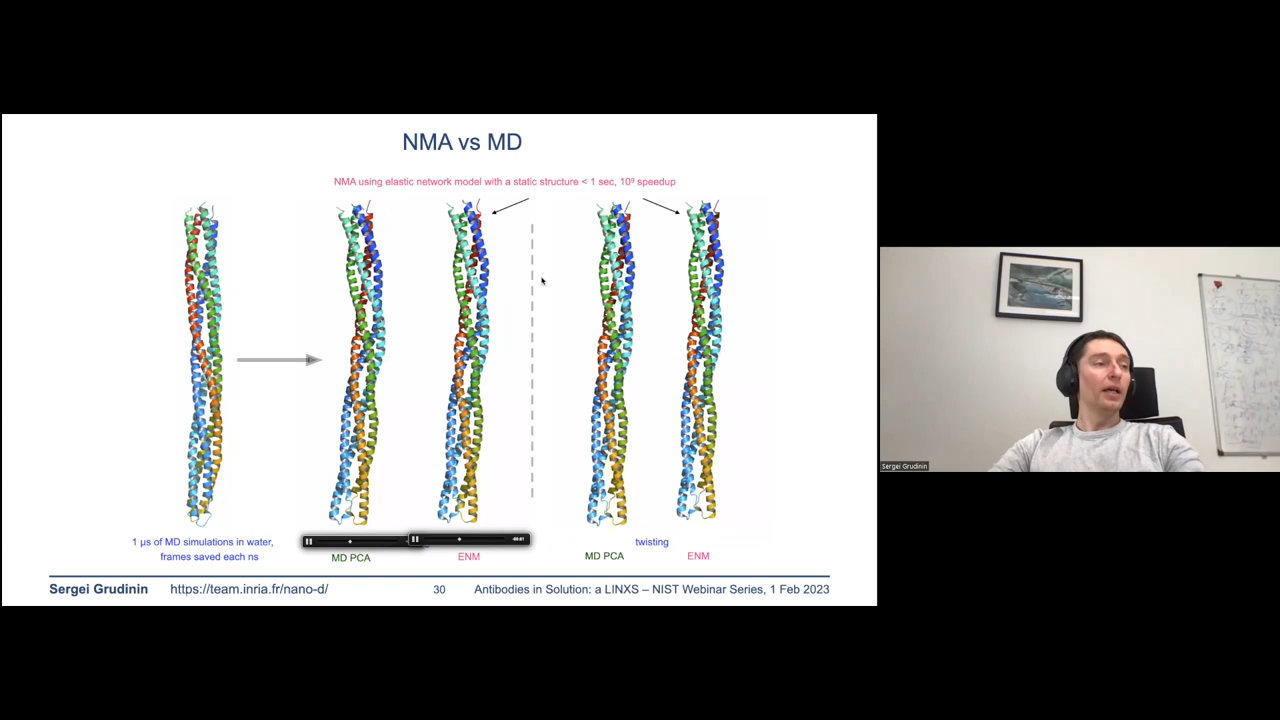 NMA vs MD
NMA using elastic network model with a static structure < 1 sec, 10⁹ speedup
1 μs of MD simulations in water,
frames saved each ns
MD PCA
ENM
twisting
MD PCA
ENM
Sergei Grudinin https://team.inria.fr/nano-d/ 30 Antibodies in Solution: a LINXS – NIST Webinar Series, 1 Feb 2023
Sergei Grudinin